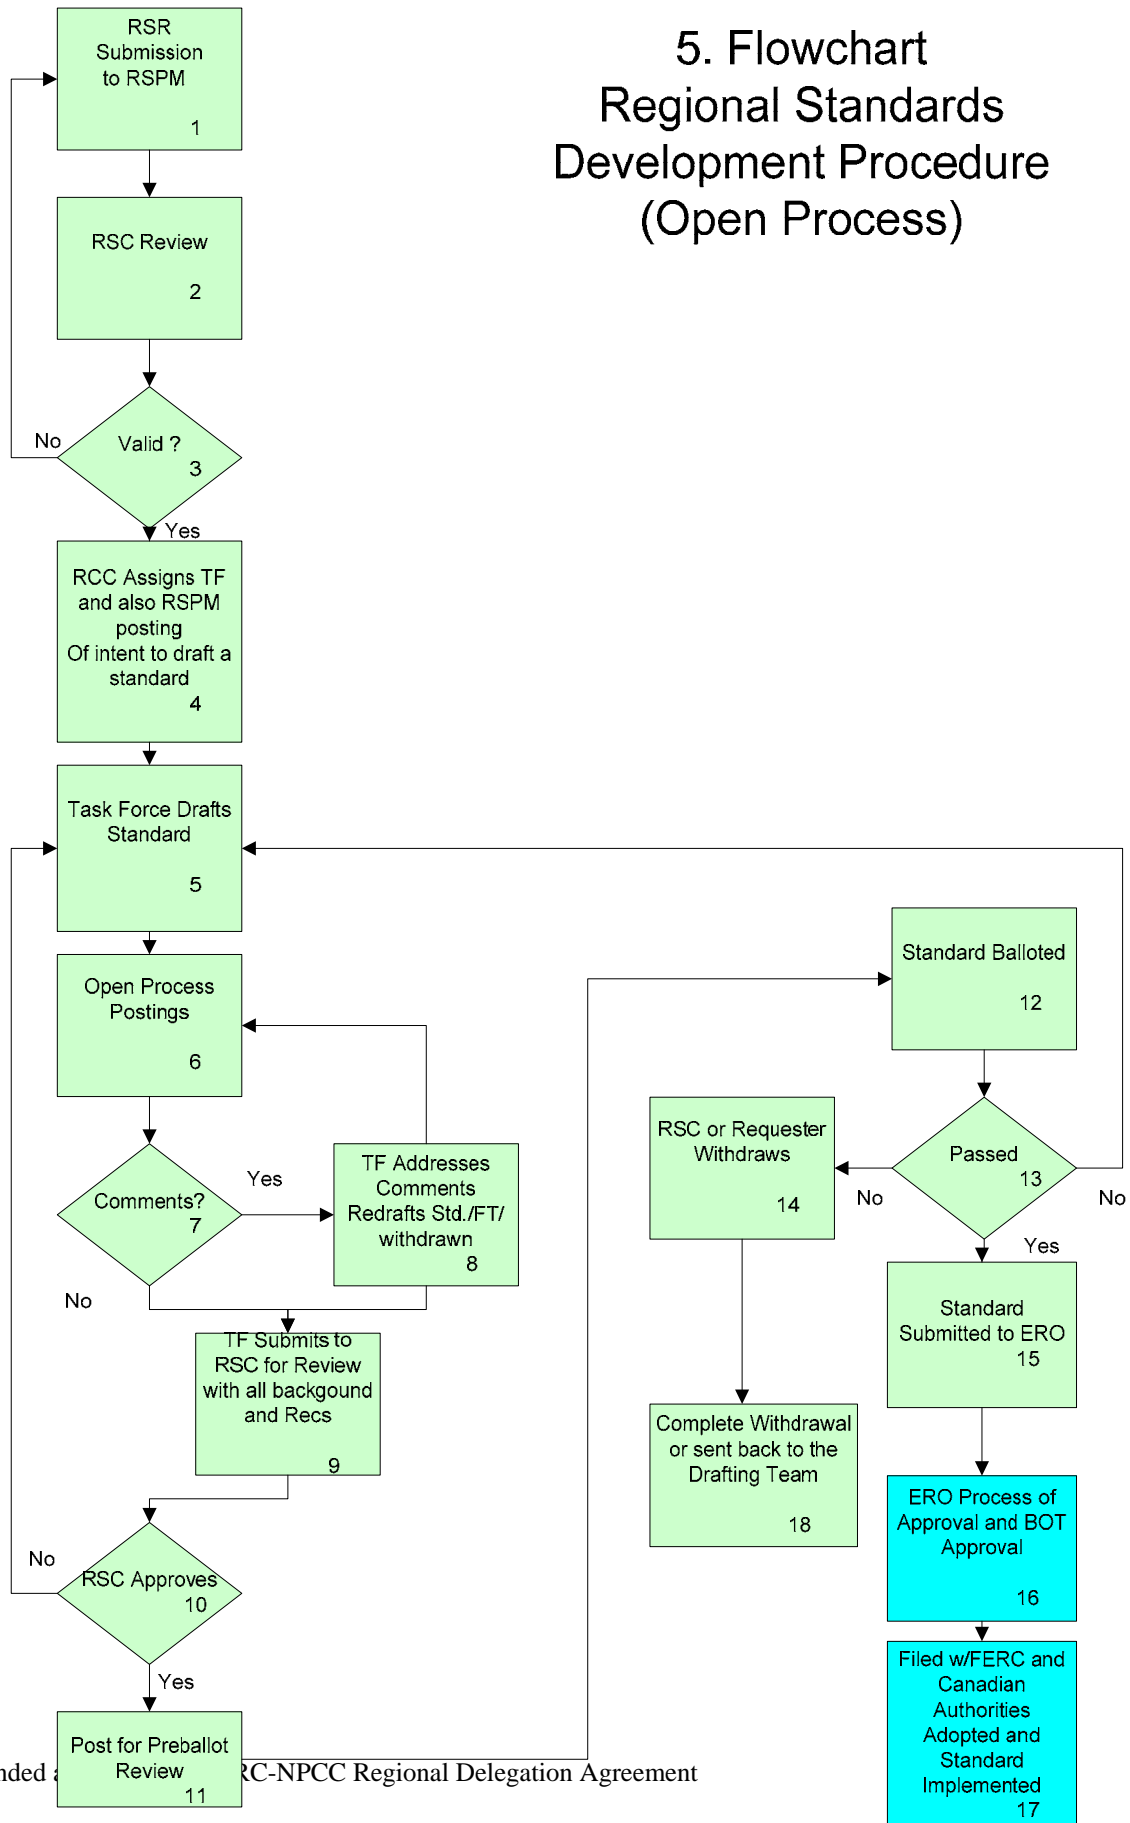 5. Flowchart
Regional Standards
Development Procedure
(Open Process)
RSR
Submission
to RSPM
1
RSC Review
2
Valid ?
3
No
Yes
RCC Assigns TF
and also RSPM
posting
Of intent to draft a
standard
4
Task Force Drafts
Standard
5
Open Process
Postings
6
Comments?
7
Yes
No
TF Addresses
Comments
Redrafts Std./FT/
withdrawn
8
TF Submits to
RSC for Review
with all backgound
and Recs
9
RSC Approves
10
No
Yes
Post for Preballot
Review
11
Standard Balloted
12
Passed
13
No
No
Yes
RSC or Requester
Withdraws
14
Standard
Submitted to ERO
15
Complete Withdrawal
or sent back to the
Drafting Team
18
ERO Process of
Approval and BOT
Approval
16
Filed w/FERC and
Canadian
Authorities
Adopted and
Standard
Implemented
17
RC-NPCC Regional Delegation Agreement